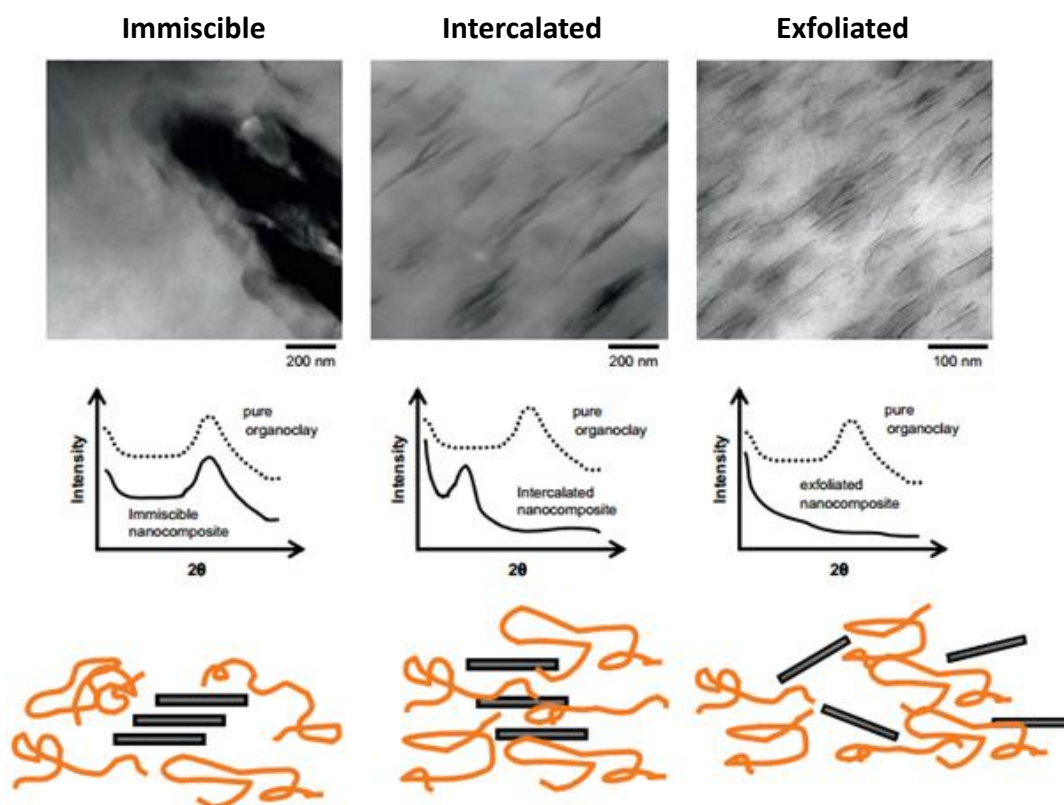 Immiscible
Intercalated
Exfoliated
200 nm
200 nm
100 nm
Intensity
pure
organoclay
Immiscible
nanocomposite
2θ
Intensity
pure
organoclay
Intercalated
nanocomposite
2θ
Intensity
pure
organoclay
exfoliated
nanocomposite
2θ